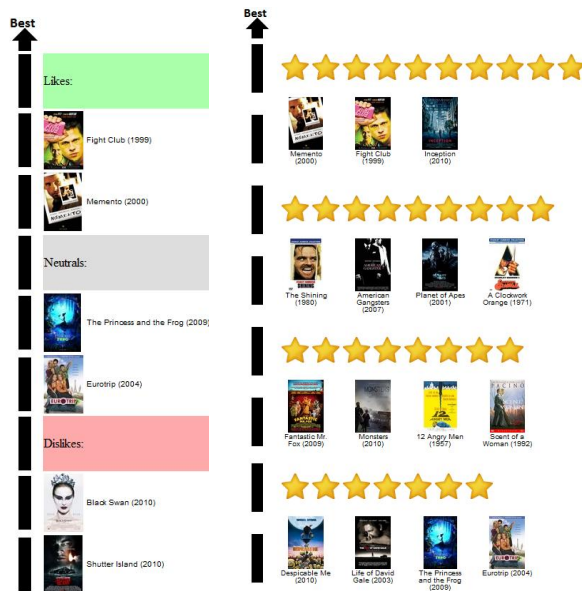 Best
Likes:
Fight Club (1999)
Memento (2000)
Neutrals:
The Princess and the Frog (2009)
Eurotrip (2004)
Dislikes:
Black Swan (2010)
Shutter Island (2010)
Best
Memento
(2000)
Fight Club
(1999)
Inception
(2010)
The Shining
(1980)
American
Gangsters
(2007)
Planet of Apes
(2001)
A Clockwork
Orange (1971)
Fantastic Mr.
Fox (2009)
Monsters
(2010)
12 Angry Men
(1957)
Scent of a
Woman (1992)
Despicable Me
(2010)
Life of David
Gale (2003)
The Princess
and the Frog
(2009)
Eurotrip (2004)